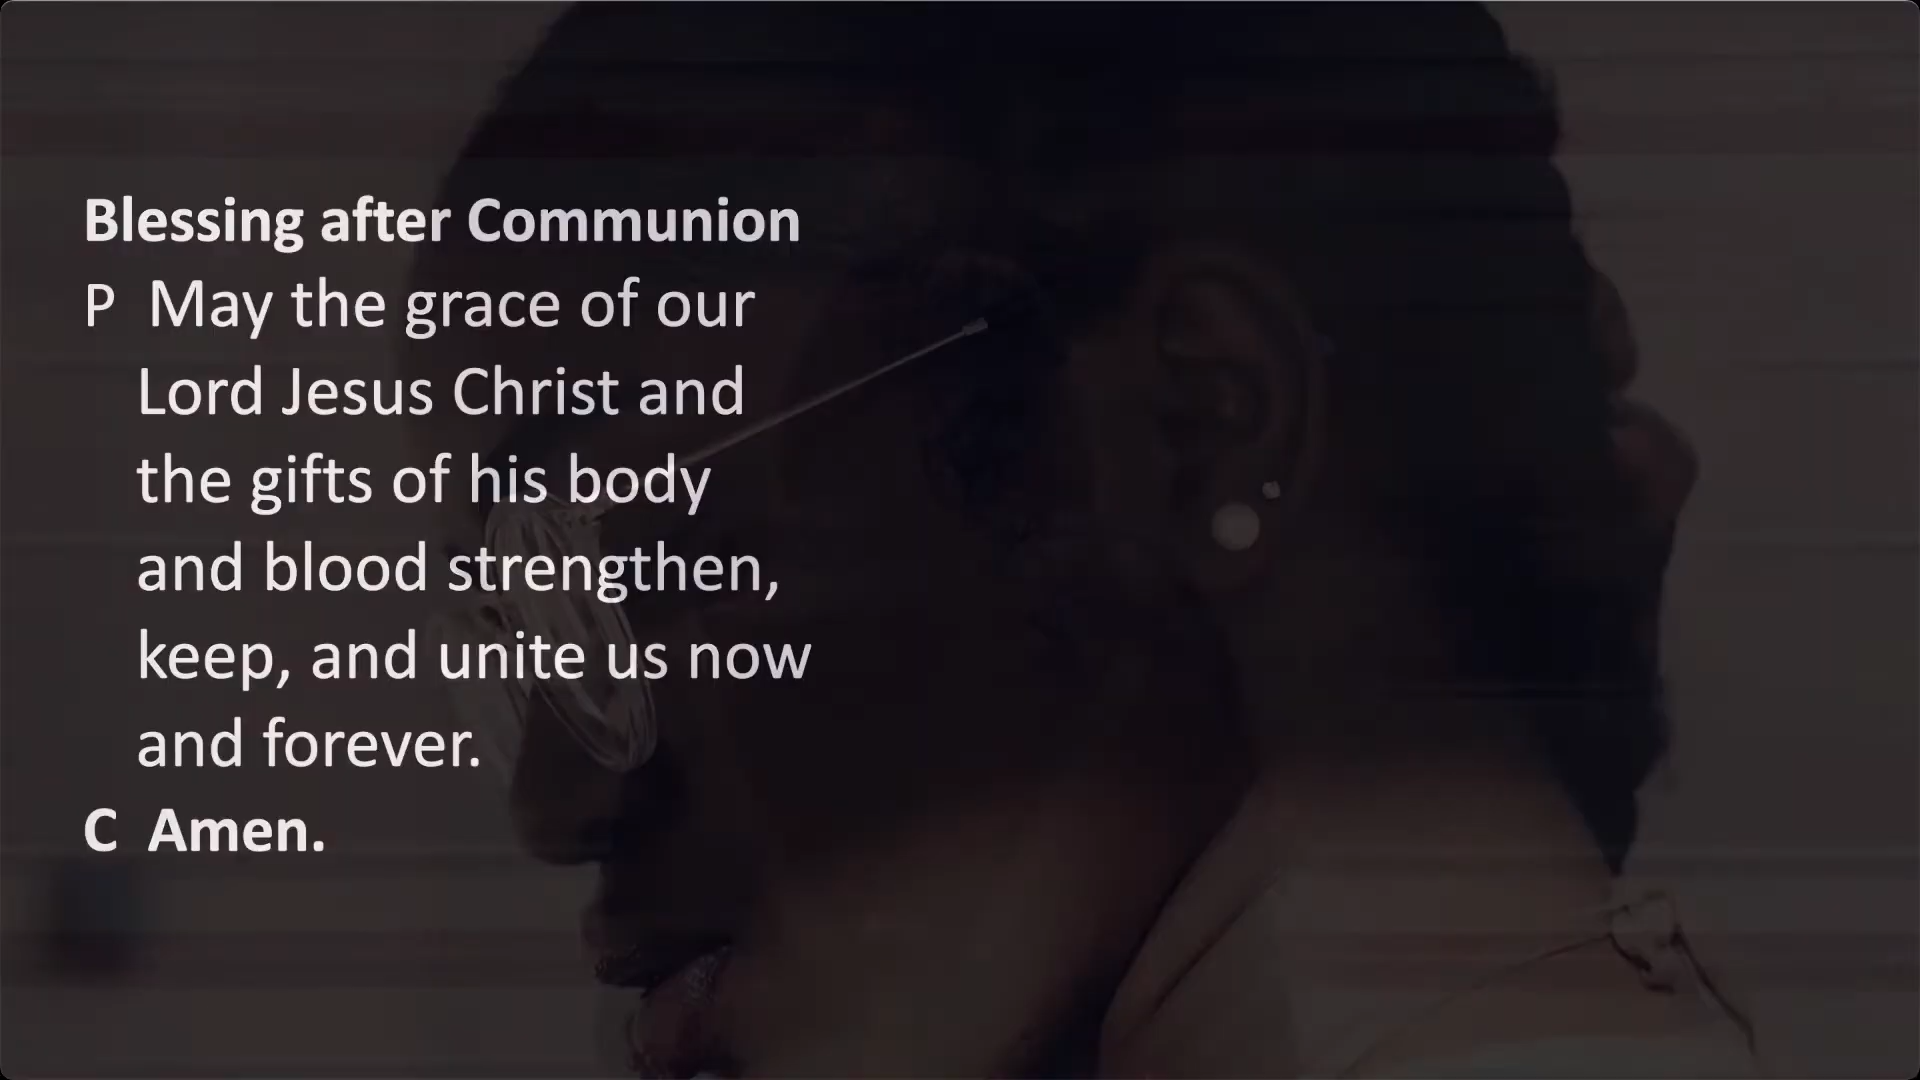 Blessing after Communion
P May the grace of our
Lord Jesus Christ and
the gifts of his body
and blood strengthen,
keep, and unite us now
and forever.
C Amen.